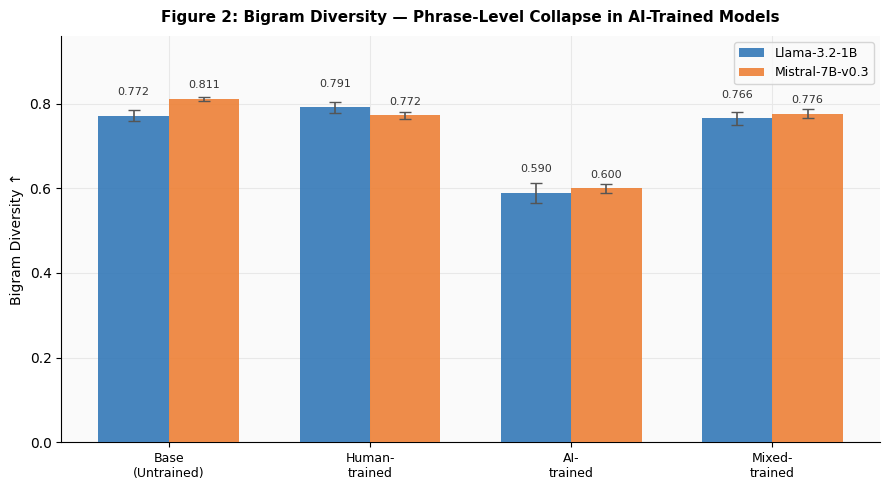 Figure 2: Bigram Diversity — Phrase-Level Collapse in AI-Trained Models
Llama-3.2-1B
Mistral-7B-v0.3
Bigram Diversity ↑
0.8
0.6
0.4
0.2
0.0
0.772
0.811
0.791
0.772
0.590
0.600
0.766
0.776
Base
(Untrained)
Human-
trained
AI-
trained
Mixed-
trained